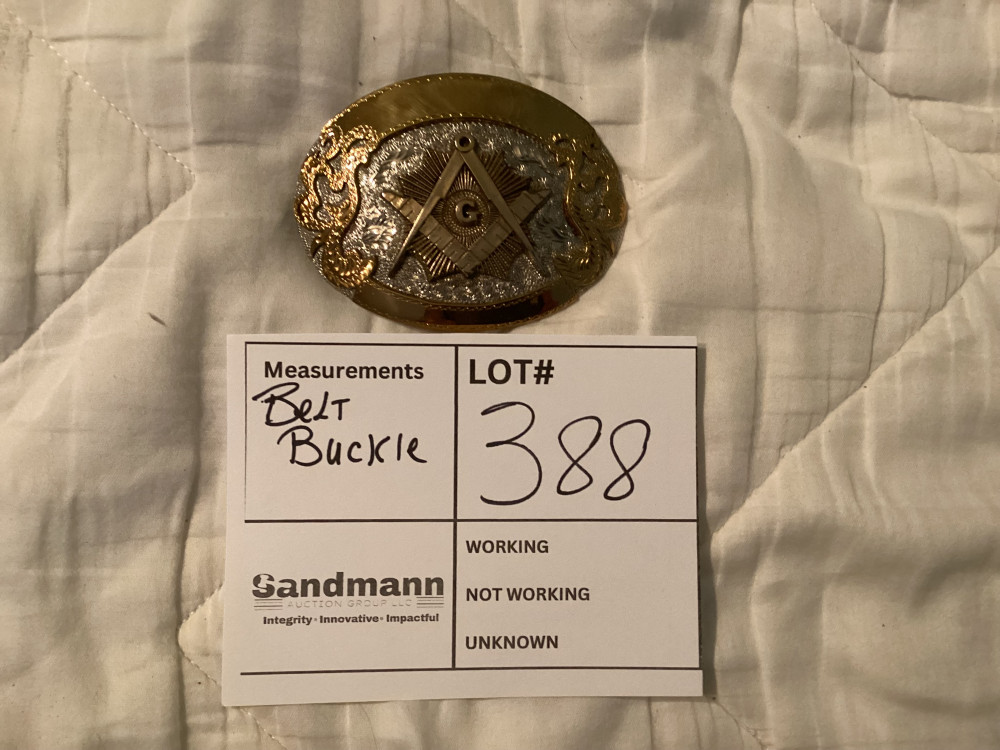 G
Measurements
Belt
Buckle
LOT#
388
Sandmann
AUCTION GROUP LLC
Integrity • Innovative • Impactful
WORKING
NOT WORKING
UNKNOWN